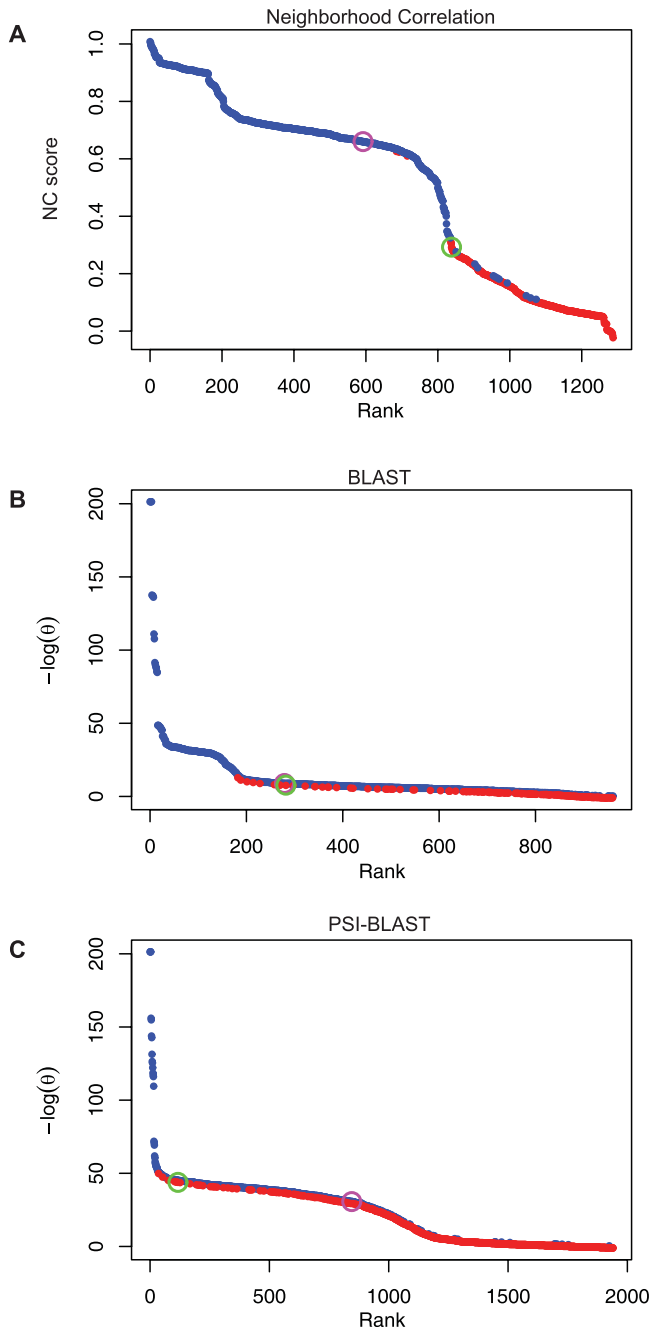 A
Neighborhood Correlation
NC score
1.0
0.8
0.6
0.4
0.2
0.0
0 200 400 600 800 1000 1200
Rank
B
BLAST
−log(θ)
200
150
100
50
0
0 200 400 600 800
Rank
C
PSI-BLAST
−log(θ)
200
150
100
50
0
0 500 1000 1500 2000
Rank